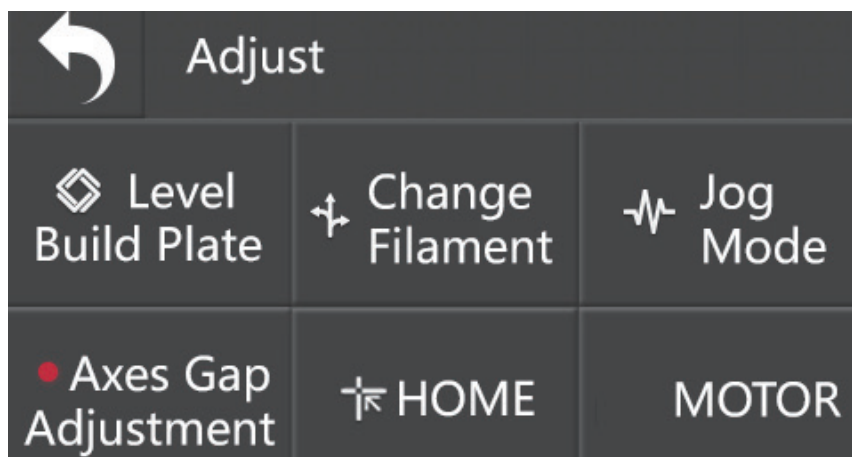 Adjust
Level
Build Plate
Change
Filament
Jog
Mode
Axes Gap
Adjustment
HOME
MOTOR